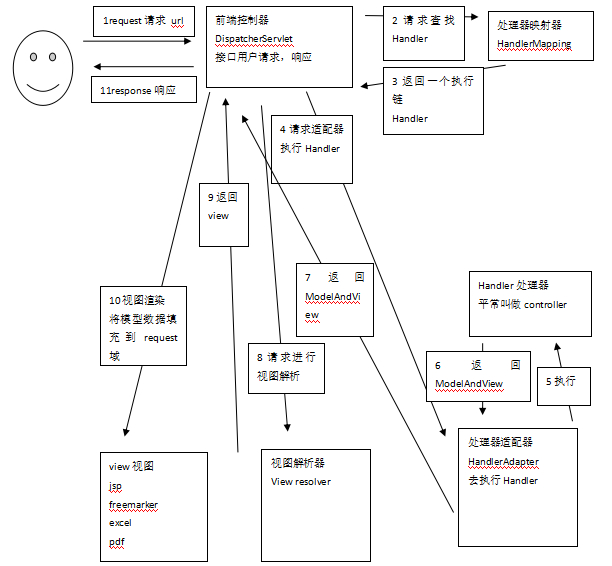 1request 请求 url
前端控制器
DispatcherServlet
接口用户请求，响应
2 请求查找
Handler
处理器映射器
HandlerMapping
11response 响应
3 返回一个执行
链
Handler
4 请求适配器
执行 Handler
9 返回
view
10 视图渲染
将模型数据填
充到 request
域
7 返回
ModelAndVi
ew
Handler 处理器
平常叫做 controller
8 请求进行
视图解析
6 返回
ModelAndView
5 执行
view 视图
jsp
freemarker
excel
pdf
视图解析器
View resolver
处理器适配器
HandlerAdapter
去执行 Handler